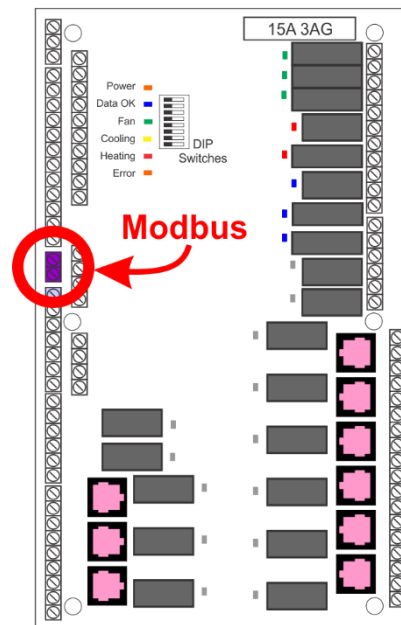 15A 3AG
Power
Data OK
Fan
Cooling
Heating
Error
DIP
Switches
Modbus